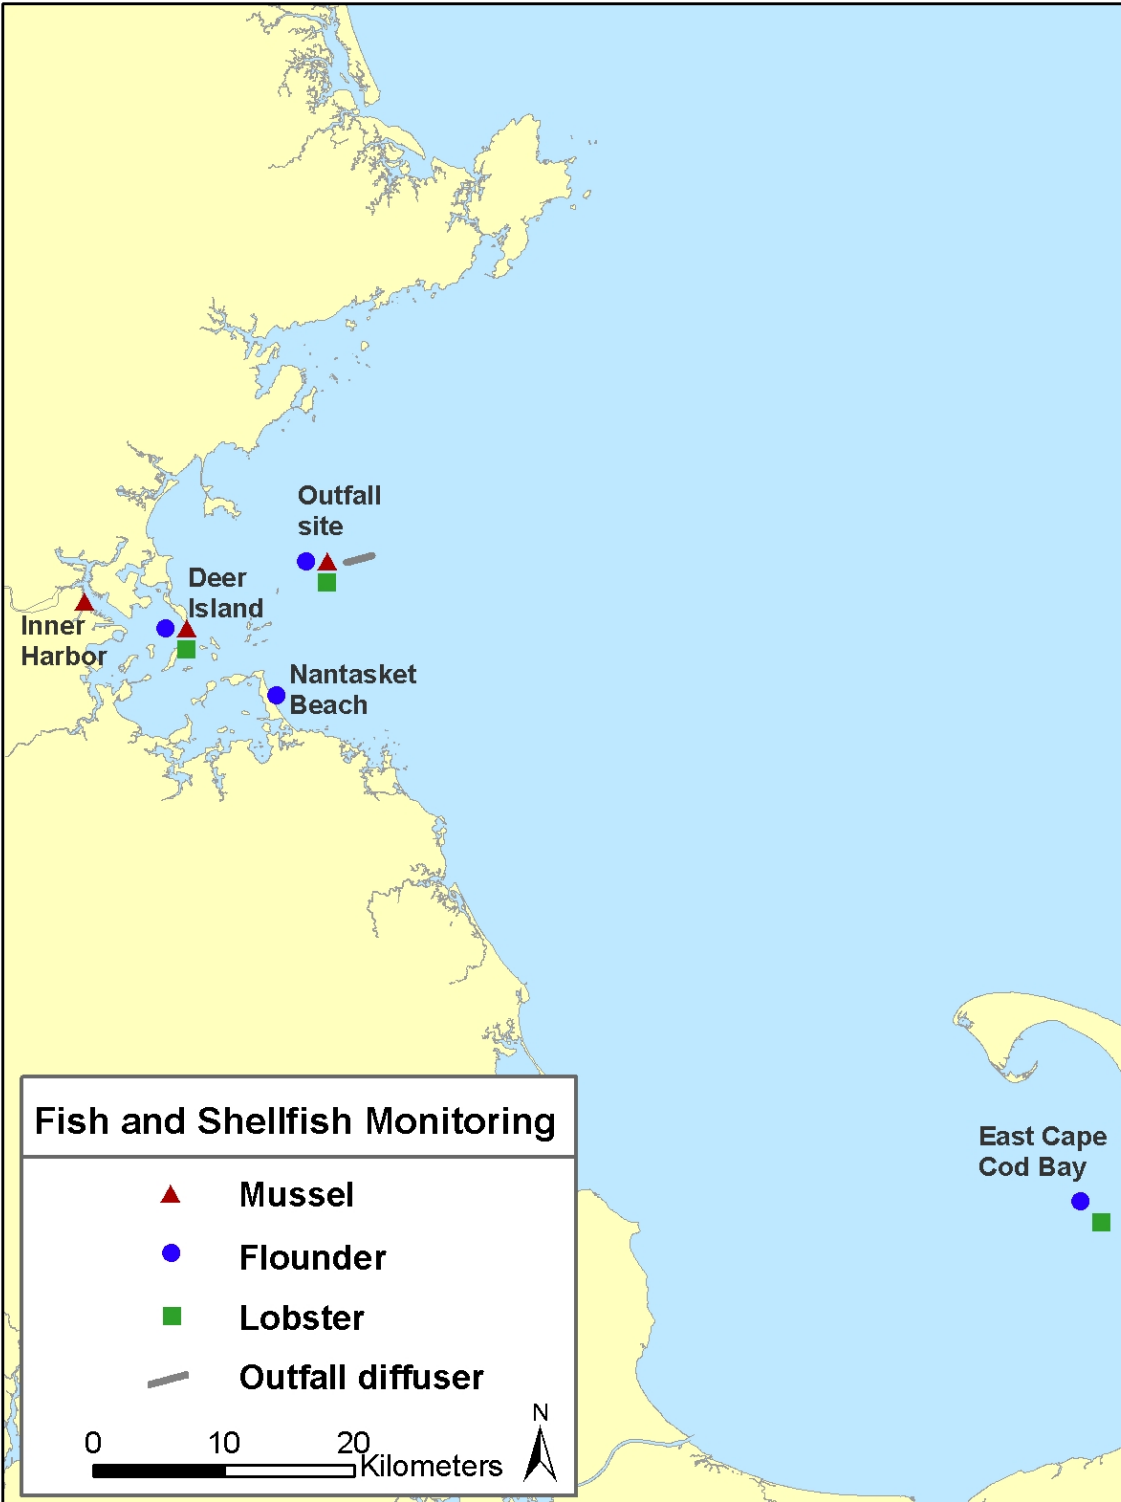 Outfall
site
Deer
Island
Inner
Harbor
Nantasket
Beach
East Cape
Cod Bay
Fish and Shellfish Monitoring
Mussel
Flounder
Lobster
Outfall diffuser
0 10 20
Kilometers
N